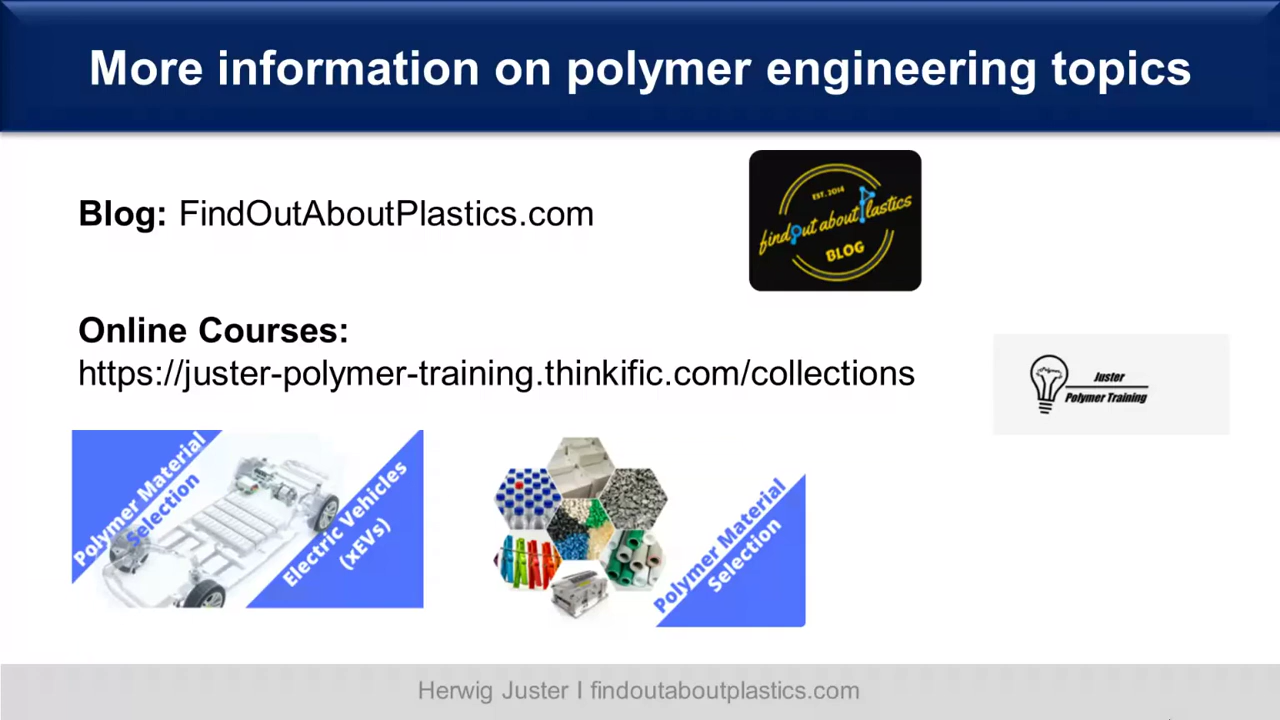 More information on polymer engineering topics
Blog: FindOutAboutPlastics.com
EST. 2014
find out about Plastics
BLOG
Online Courses:
https://juster-polymer-training.thinkific.com/collections
Juster
Polymer Training
Polymer Material
Selection
Electric Vehicles
(xEVs)
Polymer Material
Selection
Herwig Juster I findoutaboutplastics.com